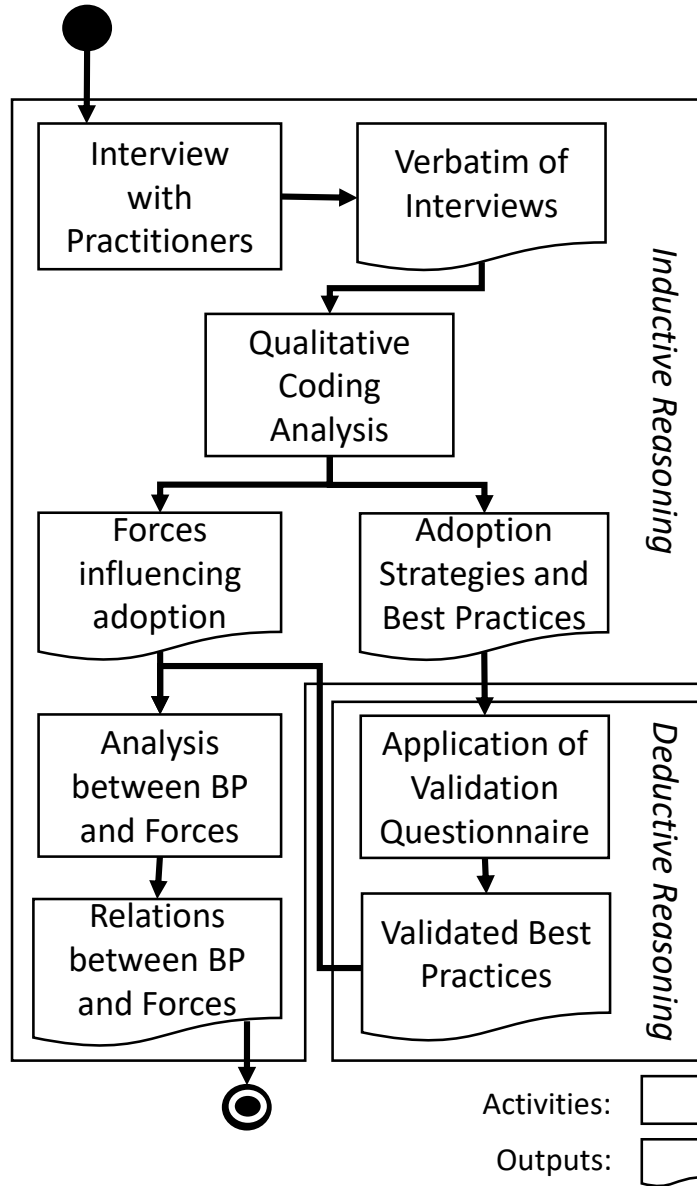 Interview
with
Practitioners
Verbatim of
Interviews
Inductive Reasoning
Qualitative
Coding
Analysis
Forces
influencing
adoption
Adoption
Strategies and
Best Practices
Analysis
between BP
and Forces
Application of
Validation
Questionnaire
Deductive Reasoning
Relations
between BP
and Forces
Validated Best
Practices
Activities:
Outputs: